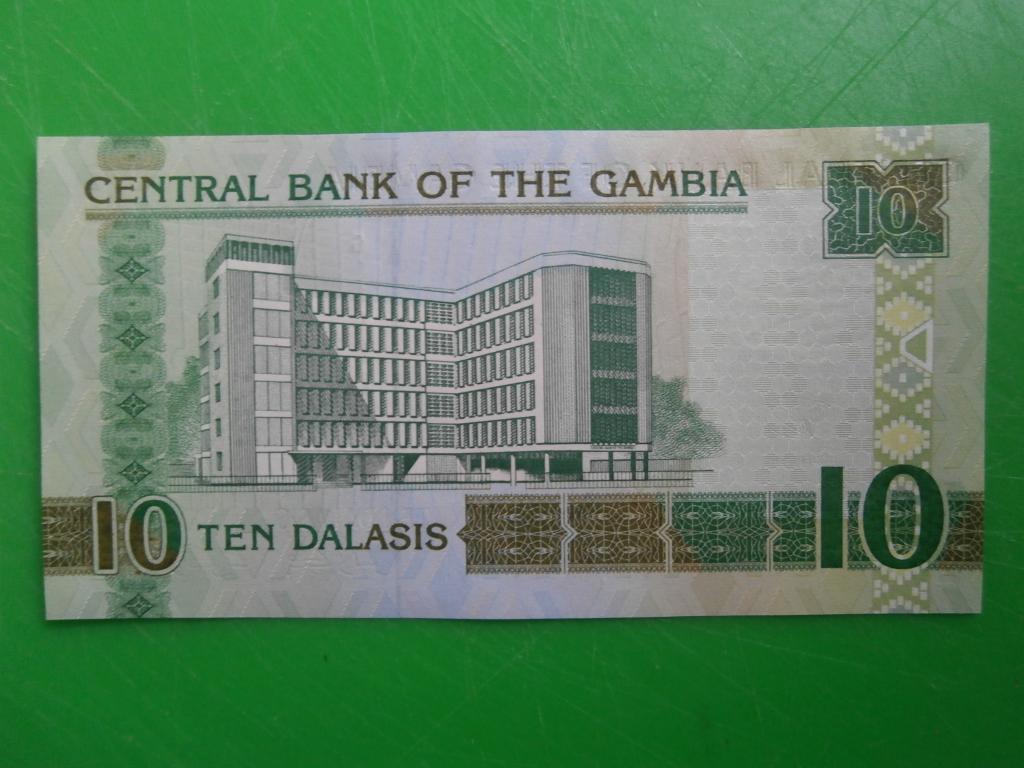 CENTRAL BANK OF THE GAMBIA
10
10 TEN DALASIS
10